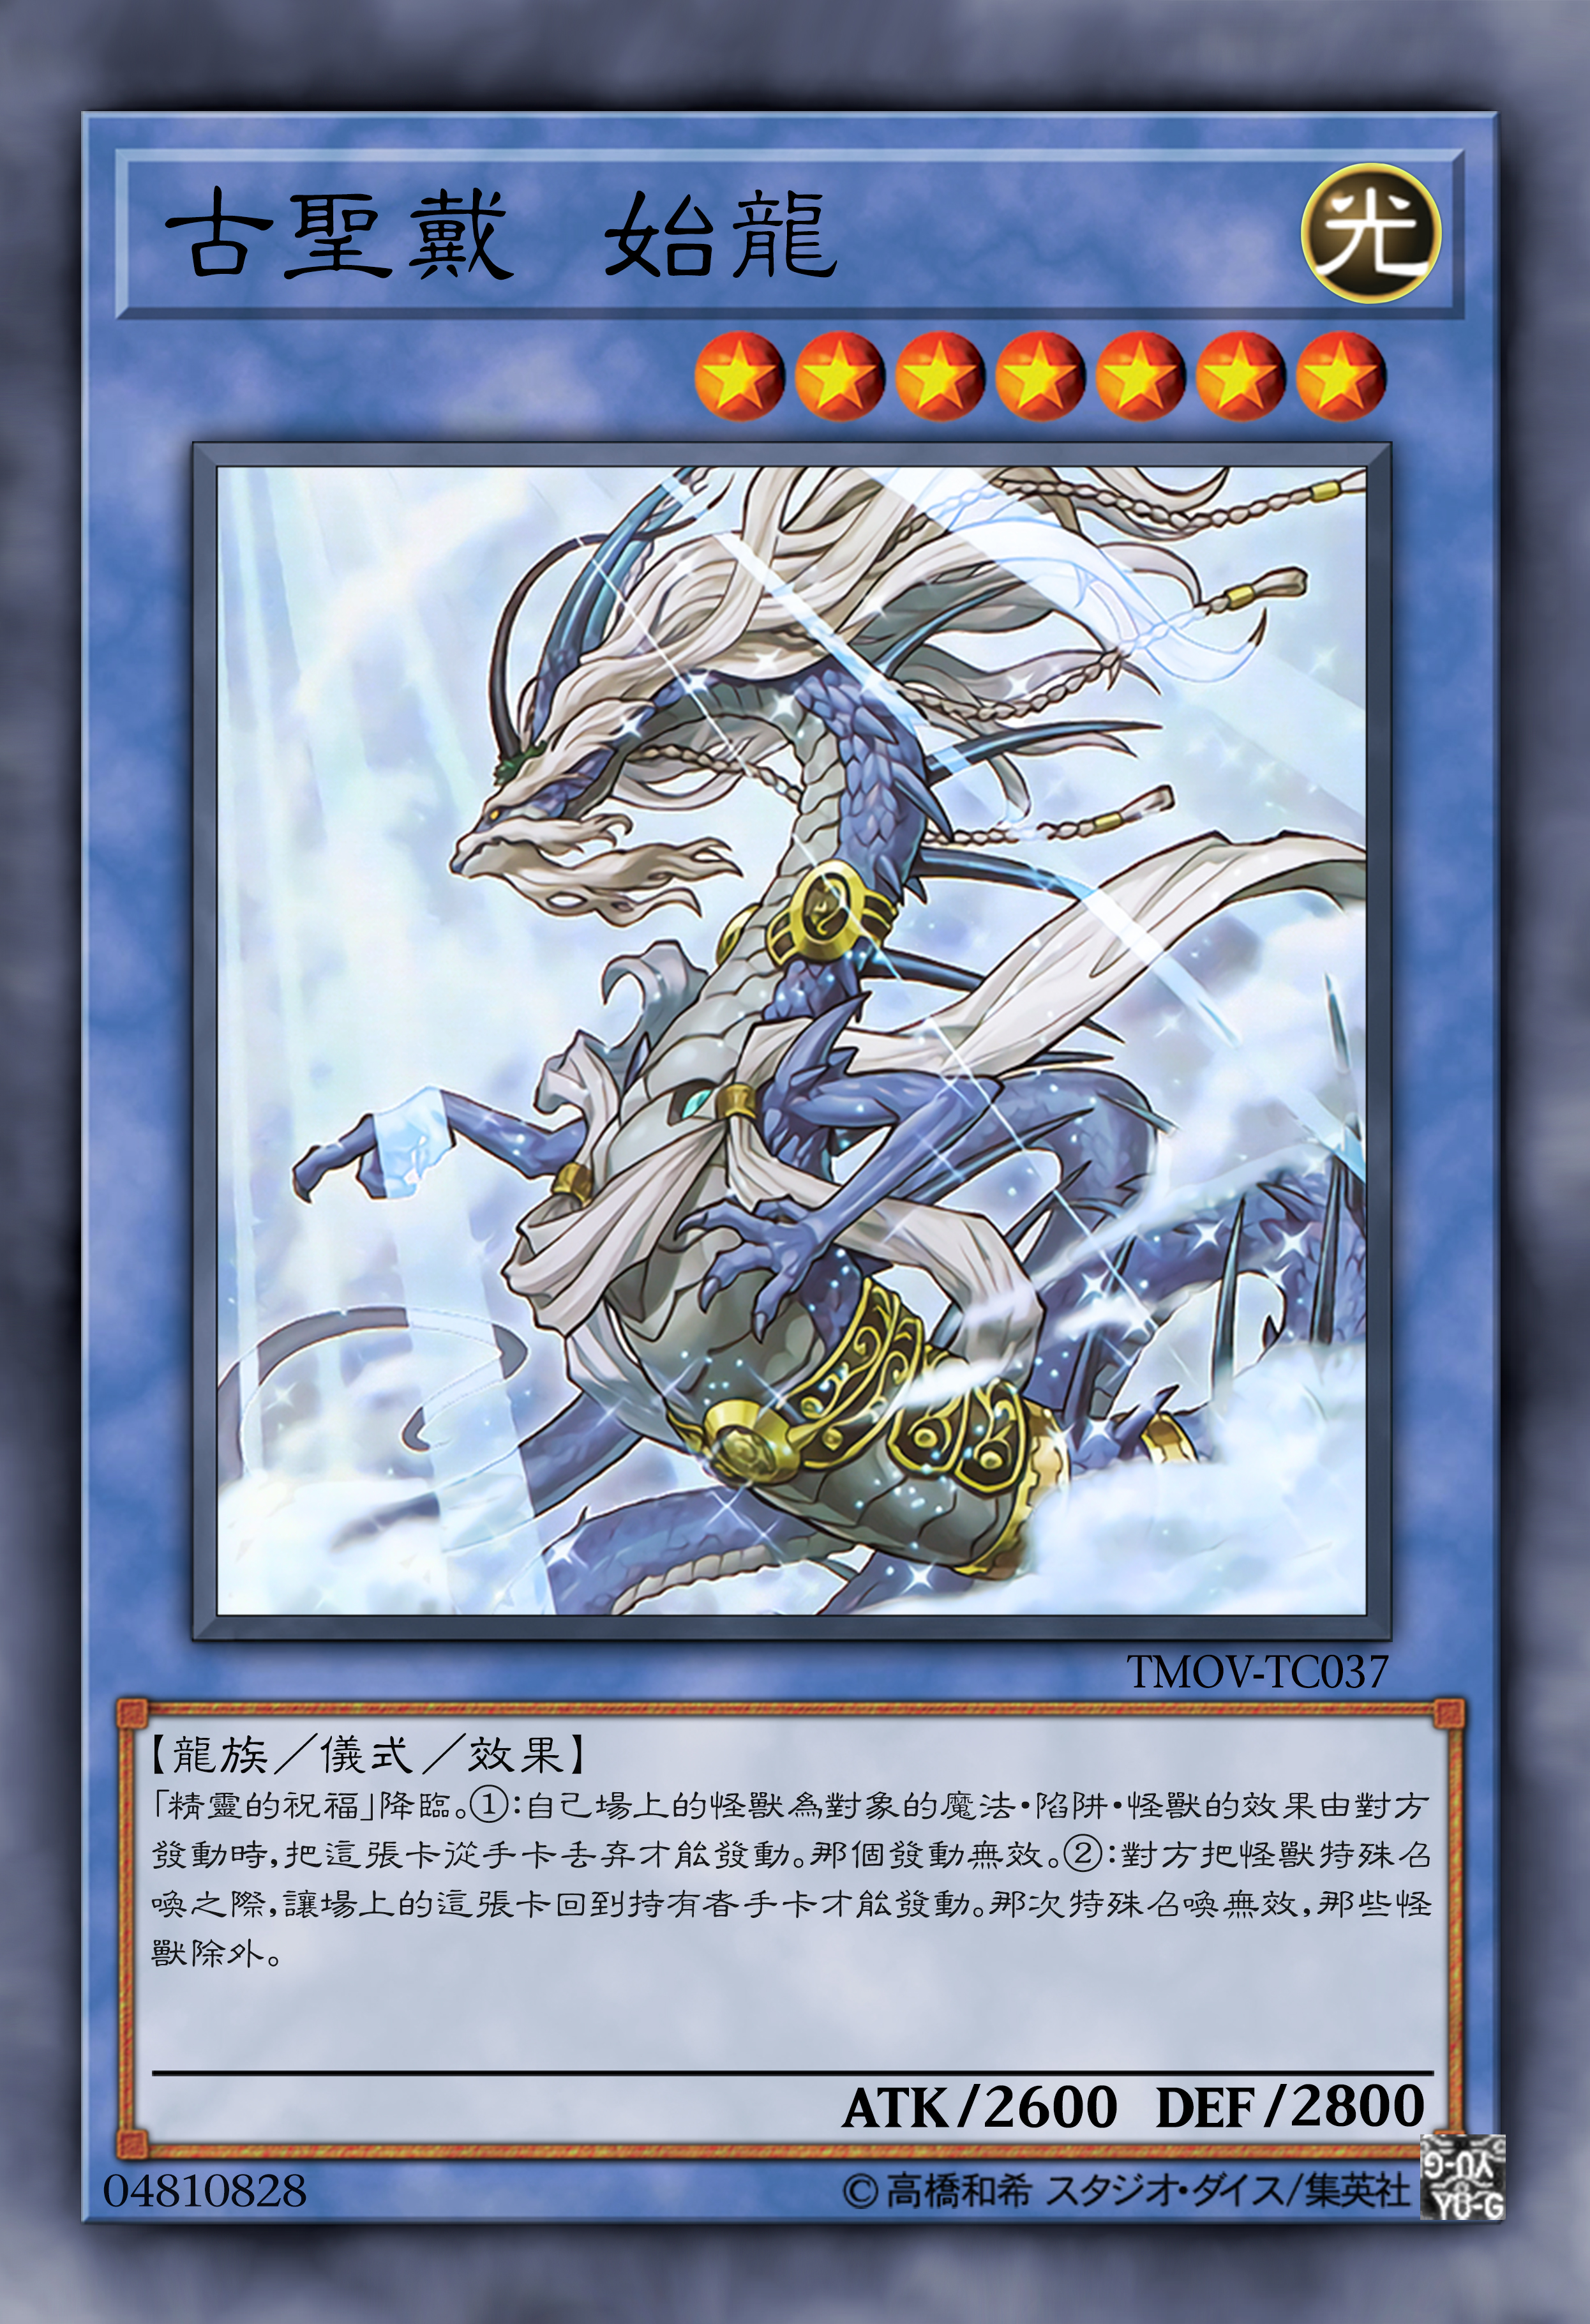 古聖戴 始龍
光
TMOV-TC037
【龍族／儀式／效果】
「精靈的祝福」降臨。①：自己場上的怪獸為對象的魔法・陷阱・怪獸的效果由對方
發動時，把這張卡從手卡丟弃才能發動。那個發動無效。②：對方把怪獸特殊召
喚之際，讓場上的這張卡回到持有者手卡才能發動。那次特殊召喚無效，那些怪
獸除外。
ATK/2600 DEF/2800
04810828
©高橋和希 スタジオ・ダイス/集英社
YU-G
YU-G